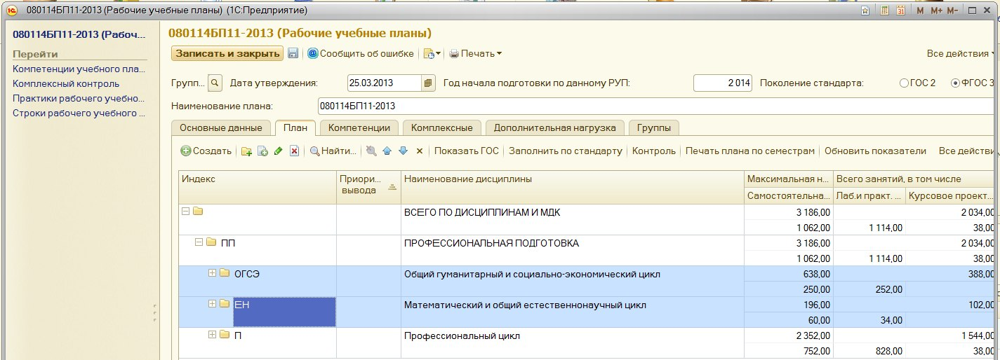 080114БП11-2013 (Рабочие учебные планы) (1С:Предприятие)
M M+ M-
080114БП11-2013 (Рабоч...
Перейти
Компетенции учебного пла...
Комплексный контроль
Практики рабочего учебно...
Строки рабочего учебного ...
080114БП11-2013 (Рабочие учебные планы)
Записать и закрыть Сообщить об ошибке Печать Все действия
Групп... Дата утверждения: 25.03.2013 Год начала подготовки по данному РУП: 2 014 Поколение стандарта: ГОС 2 ФГОС 3
Наименование плана: 080114БП11-2013
Основные данные План Компетенции Комплексные Дополнительная нагрузка Группы
Создать Найти... Показать ГОС Заполнить по стандарту Контроль Печать плана по семестрам Обновить показатели Все действи
Индекс Приори... вывода Наименование дисциплины Максимальная н... Всего занятий, в том числе
Самостоятельна... Лаб.и практ. ... Курсовое проект...
ВСЕГО ПО ДИСЦИПЛИНАМ И МДК 3 186,00 2 034,00
1 062,00 1 114,00 38,00
ПП ПРОФЕССИОНАЛЬНАЯ ПОДГОТОВКА 3 186,00 2 034,00
1 062,00 1 114,00 38,00
ОГСЭ Общий гуманитарный и социально-экономический цикл 638,00 388,00
250,00 252,00
ЕН Математический и общий естественнонаучный цикл 196,00 102,00
60,00 34,00
П Профессиональный цикл 2 352,00 1 544,00
752,00 828,00 38,00